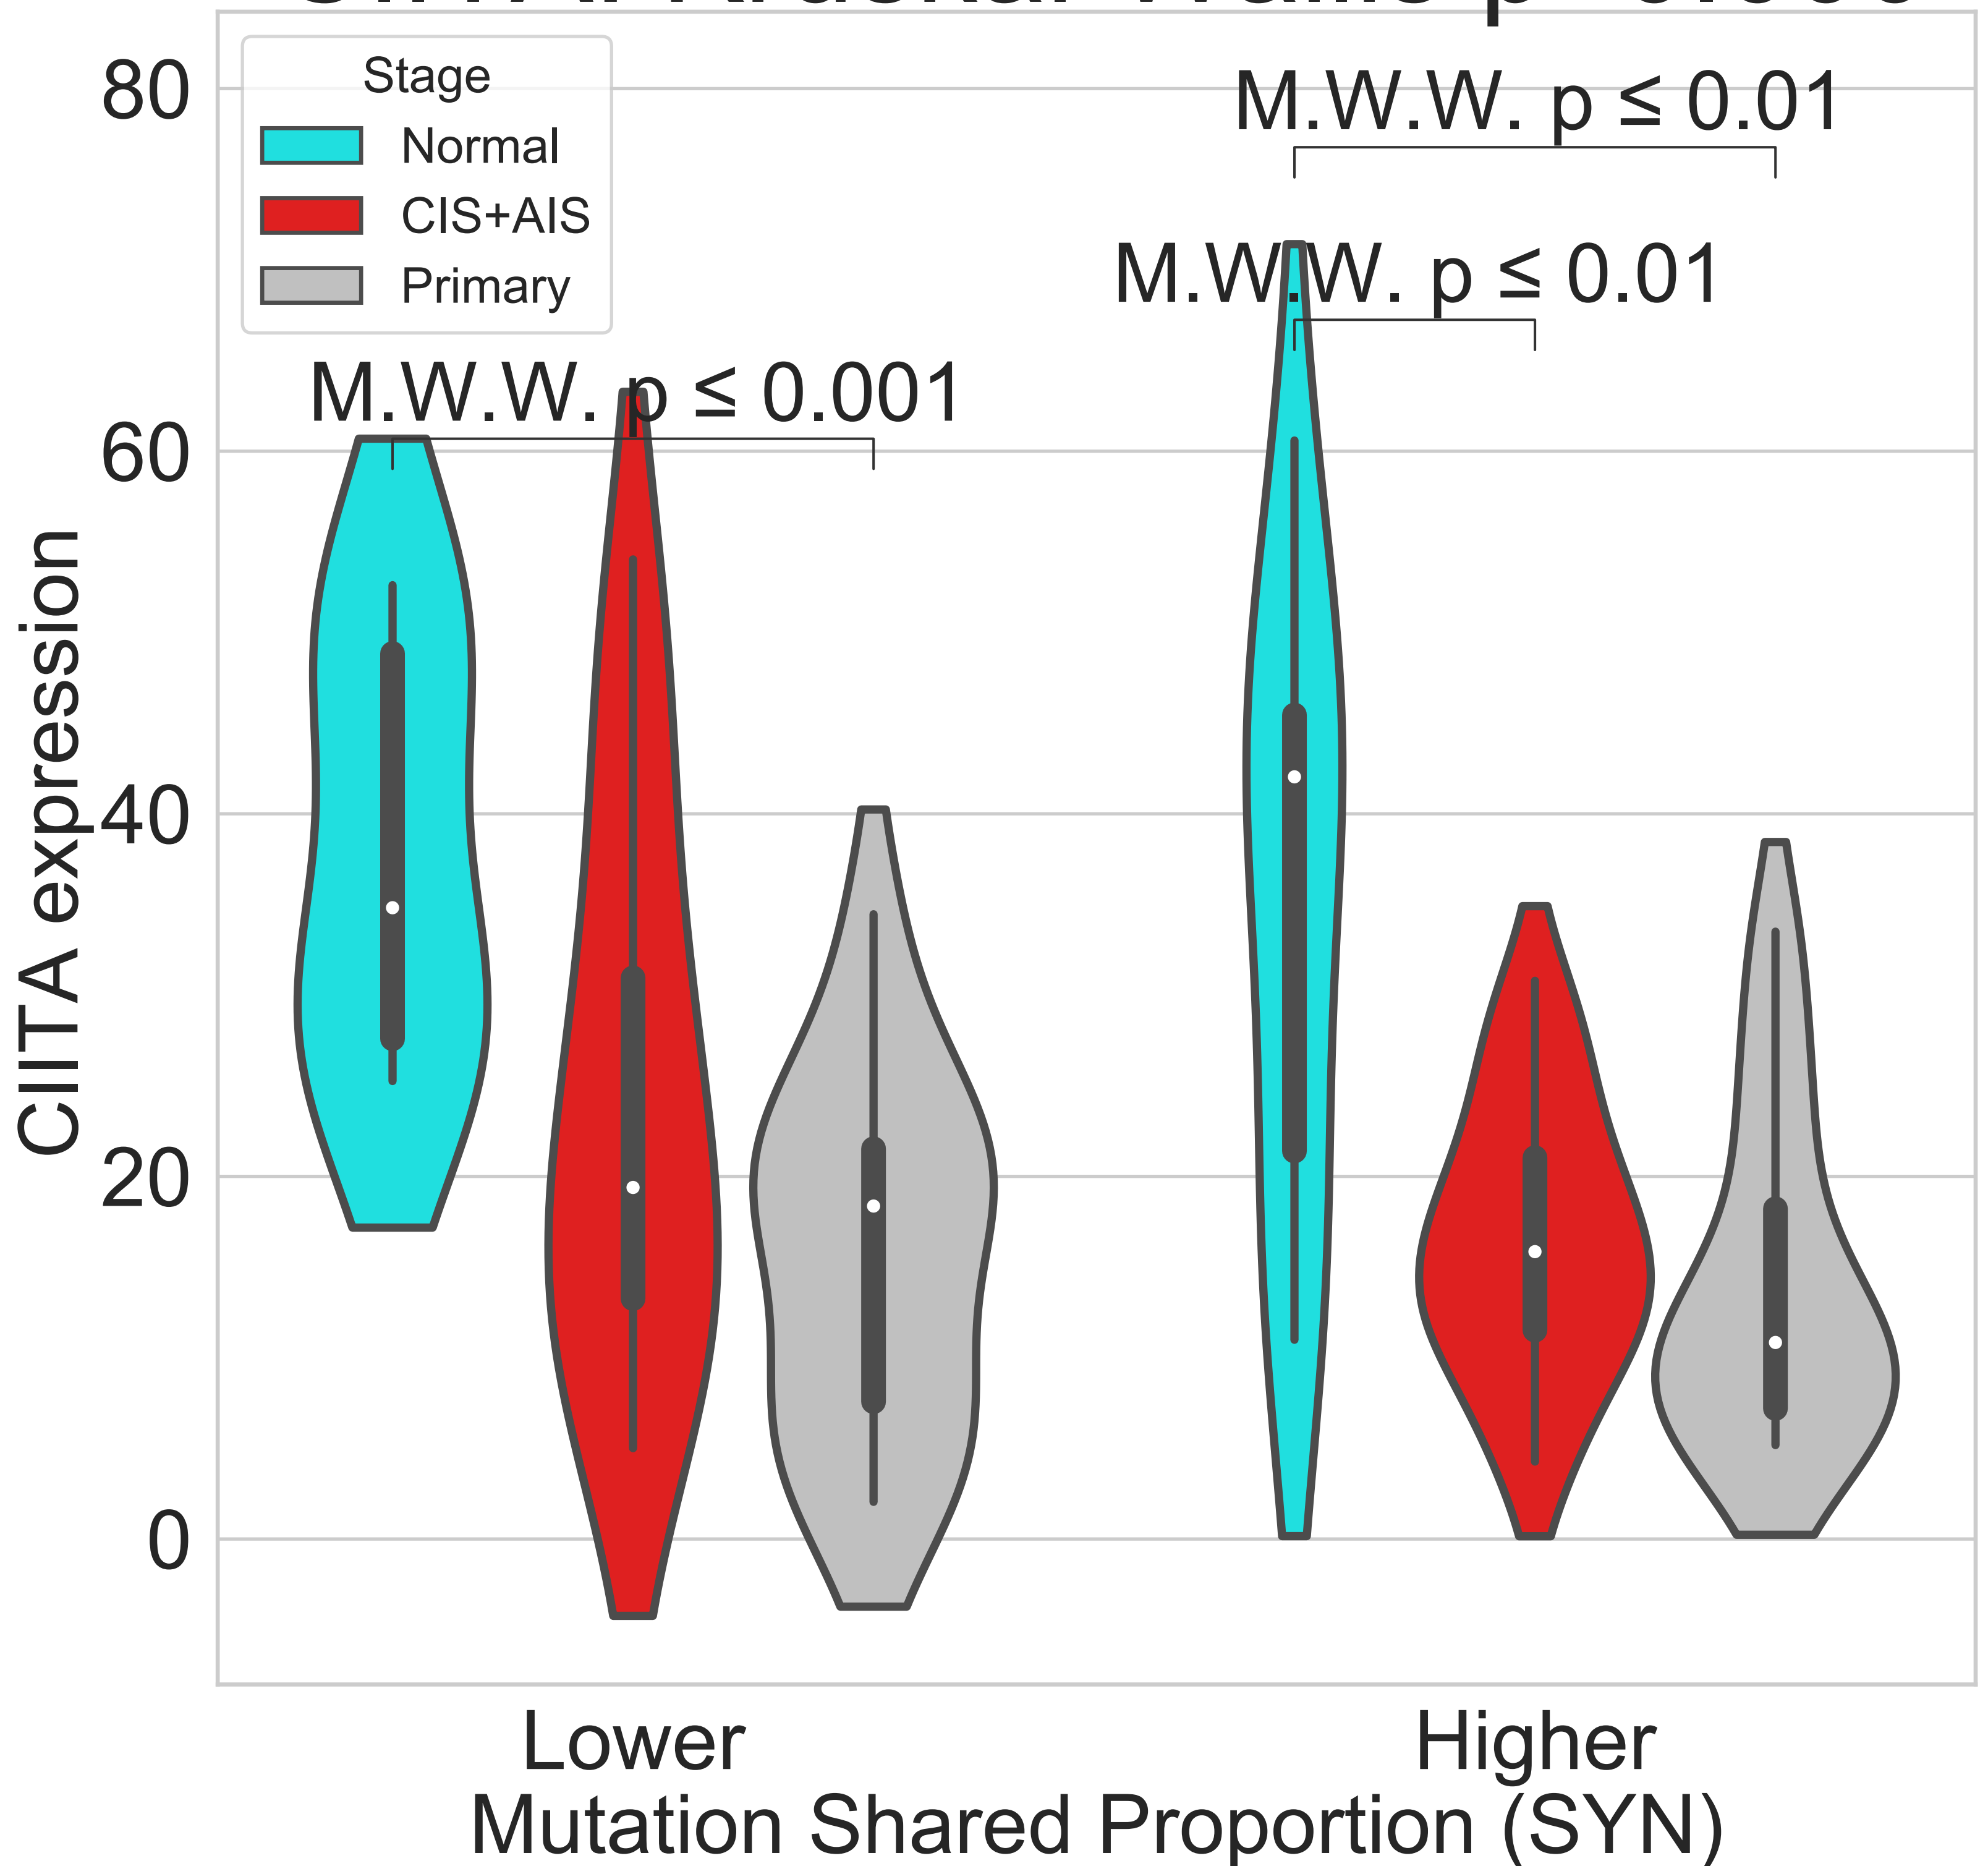 80
60
40
20
0
CIITA expression
Stage
Normal
CIS+AIS
Primary
M.W.W. p ≤ 0.01
M.W.W. p ≤ 0.01
M.W.W. p ≤ 0.001
Lower Higher
Mutation Shared Proportion (SYN)